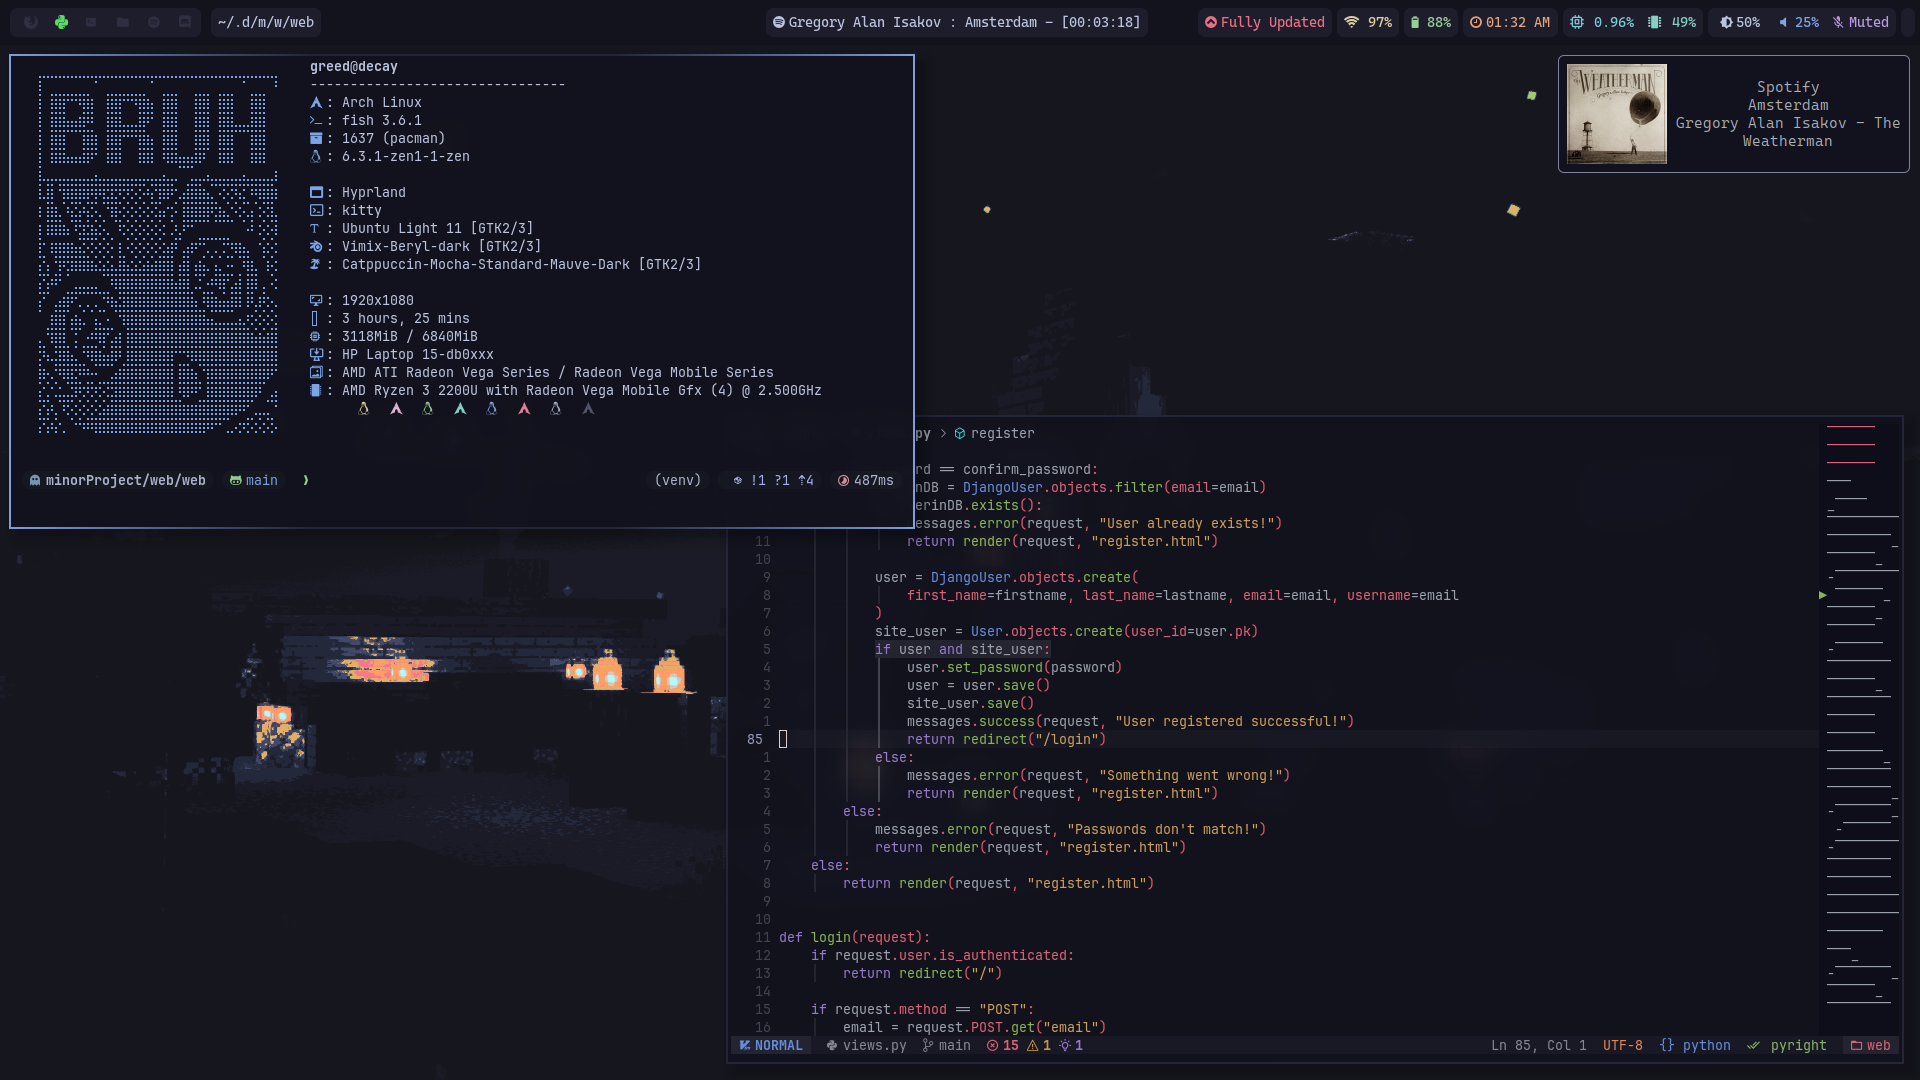 ~/.d/m/w/web
Gregory Alan Isakov : Amsterdam - [00:03:18]
Fully Updated
97%
88%
01:32 AM
0.96%
49%
50%
25%
Muted
BRUH
greed@decay
--------------------------------
: Arch Linux
: fish 3.6.1
: 1637 (pacman)
: 6.3.1-zen1-1-zen
: Hyprland
: kitty
: Ubuntu Light 11 [GTK2/3]
: Vimix-Beryl-dark [GTK2/3]
: Catppuccin-Mocha-Standard-Mauve-Dark [GTK2/3]
: 1920x1080
: 3 hours, 25 mins
: 3118MiB / 6840MiB
: HP Laptop 15-db0xxx
: AMD ATI Radeon Vega Series / Radeon Vega Mobile Series
: AMD Ryzen 3 2200U with Radeon Vega Mobile Gfx (4) @ 2.500GHz
minorProject/web/web main ❯ (venv) !1 ?1 ⇡4 487ms
THE WEATHERMAN
Gregory Alan Isakov
Spotify
Amsterdam
Gregory Alan Isakov - The
Weatherman
py > register
rd == confirm_password:
inDB = DjangoUser.objects.filter(email=email)
erinDB.exists():
essages.error(request, "User already exists!")
11 return render(request, "register.html")
10
9 user = DjangoUser.objects.create(
8 first_name=firstname, last_name=lastname, email=email, username=email
7 )
6 site_user = User.objects.create(user_id=user.pk)
5 if user and site_user:
4 user.set_password(password)
3 user = user.save()
2 site_user.save()
1 messages.success(request, "User registered successful!")
85 return redirect("/login")
1 else:
2 messages.error(request, "Something went wrong!")
3 return render(request, "register.html")
4 else:
5 messages.error(request, "Passwords don't match!")
6 return render(request, "register.html")
7 else:
8 return render(request, "register.html")
9
10
11 def login(request):
12 if request.user.is_authenticated:
13 return redirect("/")
14
15 if request.method == "POST":
16 email = request.POST.get("email")
NORMAL views.py main 15 1 1 Ln 85, Col 1 UTF-8 {} python pyright web